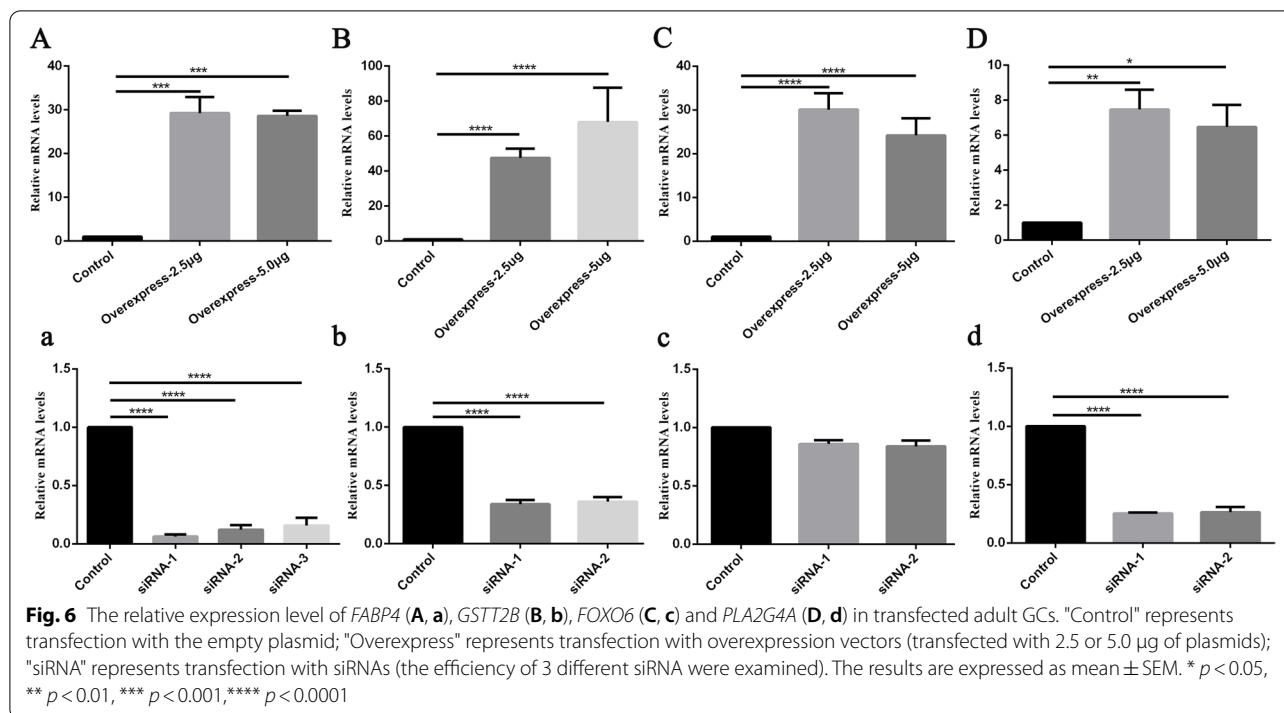 A
B
C
D
Relative mRNA levels
40
30
20
10
0
***
***
Control
Overexpress-2.5μg
Overexpress-5.0μg
Relative mRNA levels
100
80
60
40
20
0
****
****
Control
Overexpress-2.5ug
Overexpress-5ug
Relative mRNA levels
40
30
20
10
0
****
****
Control
Overexpress-2.5μg
Overexpress-5μg
Relative mRNA levels
10
8
6
4
2
0
*
**
Control
Overexpress-2.5μg
Overexpress-5.0μg
a
b
c
d
Relative mRNA levels
1.5
1.0
0.5
0.0
****
****
****
Control
siRNA-1
siRNA-2
siRNA-3
Relative mRNA levels
1.5
1.0
0.5
0.0
****
****
Control
siRNA-1
siRNA-2
Relative mRNA levels
1.5
1.0
0.5
0.0
Control
siRNA-1
siRNA-2
Relative mRNA levels
1.5
1.0
0.5
0.0
****
****
Control
siRNA-1
siRNA-2
Fig. 6 The relative expression level of FABP4 (A, a), GSTT2B (B, b), FOXO6 (C, c) and PLA2G4A (D, d) in transfected adult GCs. "Control" represents
transfection with the empty plasmid; "Overexpress" represents transfection with overexpression vectors (transfected with 2.5 or 5.0 μg of plasmids);
"siRNA" represents transfection with siRNAs (the efficiency of 3 different siRNA were examined). The results are expressed as mean ± SEM. * p < 0.05,
** p < 0.01, *** p < 0.001,**** p < 0.0001